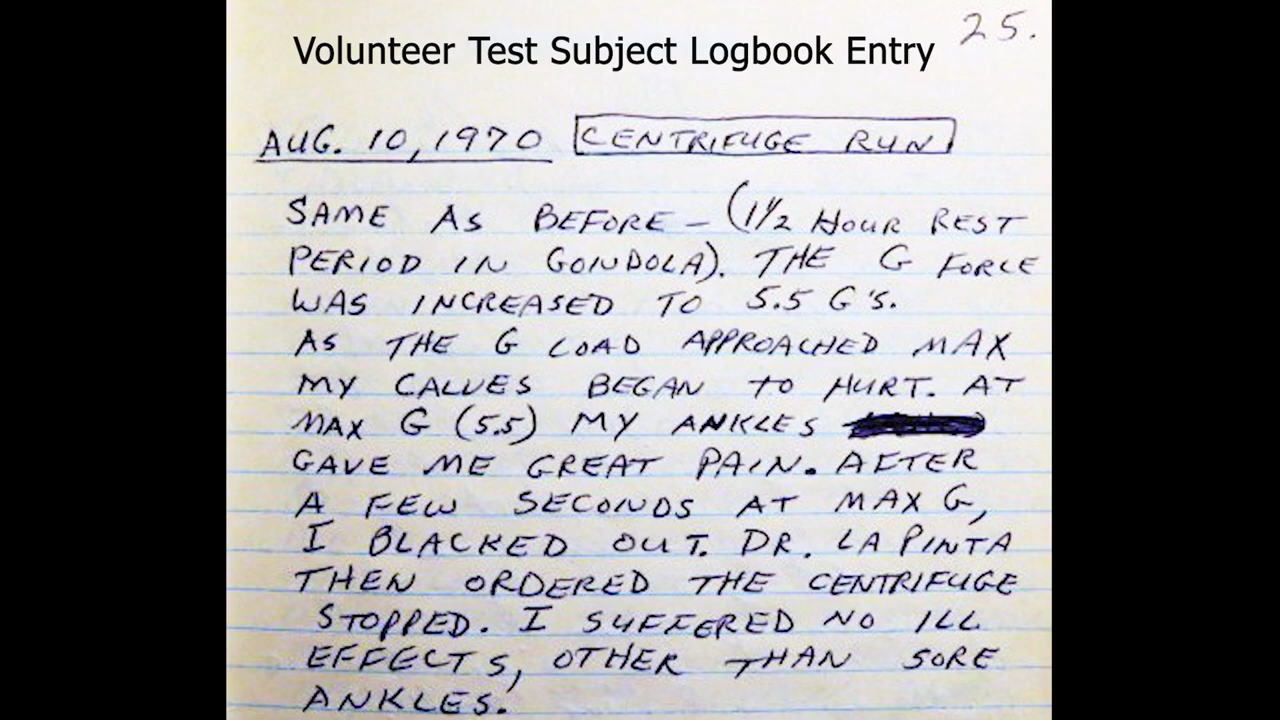 25.
Volunteer Test Subject Logbook Entry
AUG. 10, 1970 CENTRIFUGE RUN
SAME AS BEFORE – (1½ HOUR REST
PERIOD IN GONDOLA). THE G FORCE
WAS INCREASED TO 5.5 G'S.
AS THE G LOAD APPROACHED MAX
MY CALVES BEGAN TO HURT. AT
MAX G (5.5) MY ANKLES
GAVE ME GREAT PAIN. AFTER
A FEW SECONDS AT MAX G,
I BLACKED OUT. DR. LA PINTA
THEN ORDERED THE CENTRIFUGE
STOPPED. I SUFFERED NO ILL
EFFECTS, OTHER THAN SORE
ANKLES.